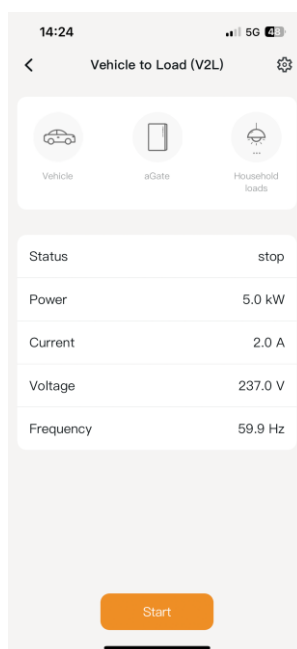 14:24
5G 43
Vehicle to Load (V2L)
Vehicle
aGate
Household
loads
Status stop
Power 5.0 kW
Current 2.0 A
Voltage 237.0 V
Frequency 59.9 Hz
Start